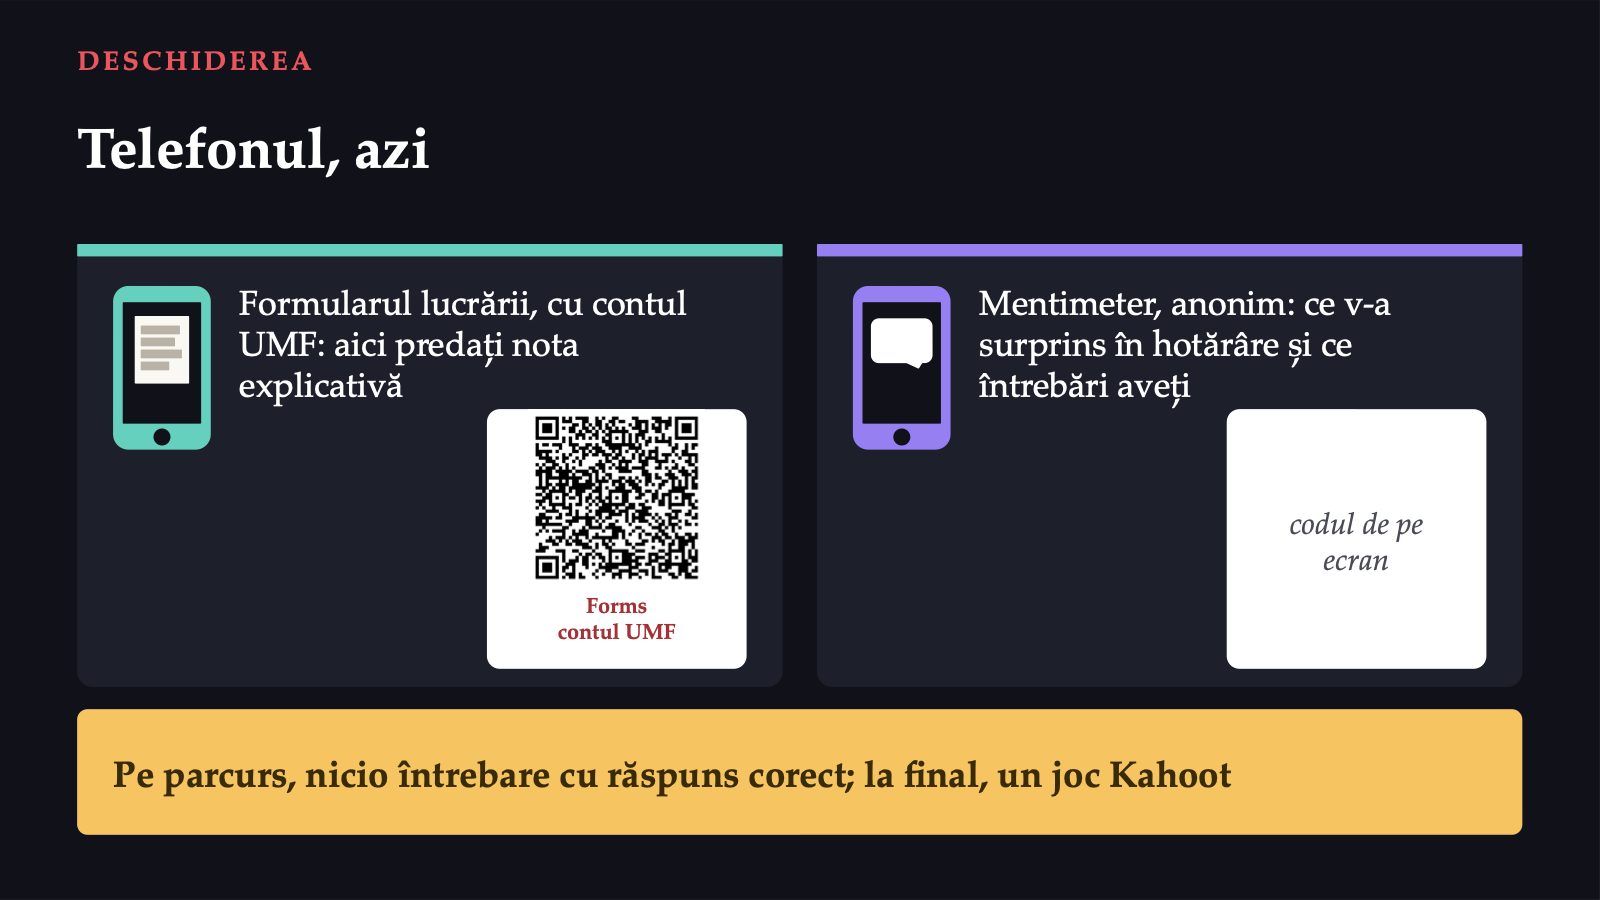 DESCHIDEREA
Telefonul, azi
Formularul lucrării, cu contul
UMF: aici predați nota
explicativă
Forms
contul UMF
Mentimeter, anonim: ce v-a
surprins în hotărâre și ce
întrebări aveți
codul de pe
ecran
Pe parcurs, nicio întrebare cu răspuns corect; la final, un joc Kahoot